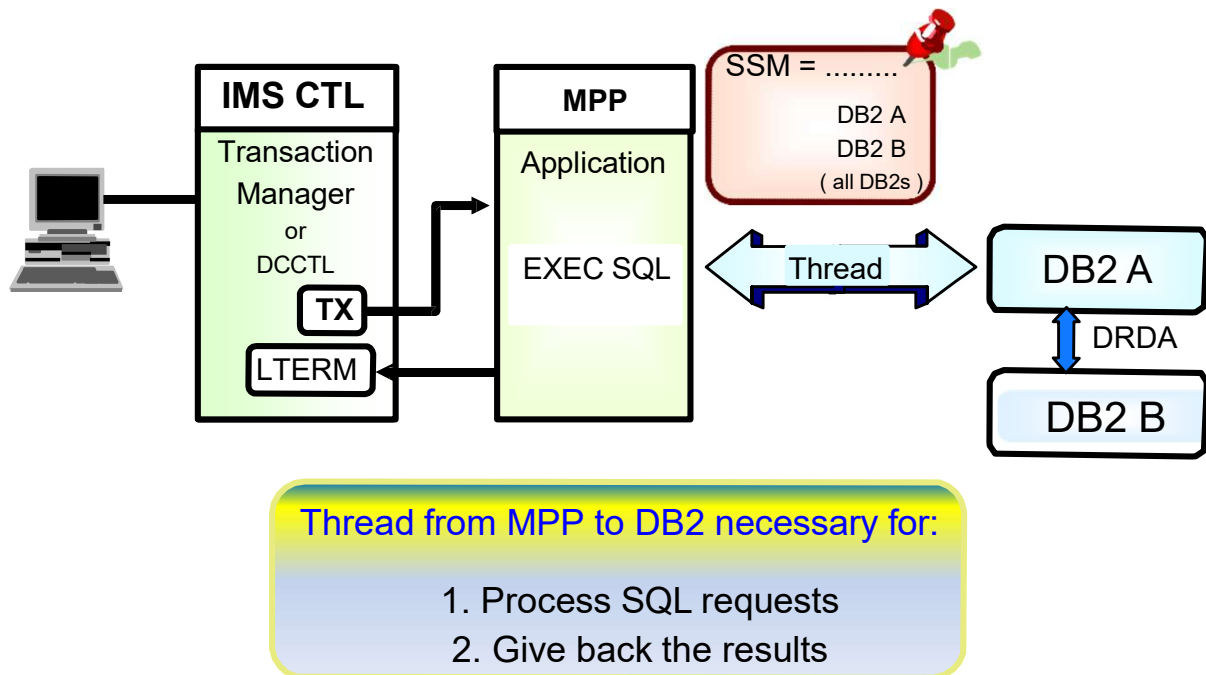 IMS CTL
Transaction
Manager
or
DCCTL
TX
LTERM
MPP
Application
EXEC SQL
SSM = .........
DB2 A
DB2 B
( all DB2s )
Thread
DB2 A
DRDA
DB2 B
Thread from MPP to DB2 necessary for:
1. Process SQL requests
2. Give back the results